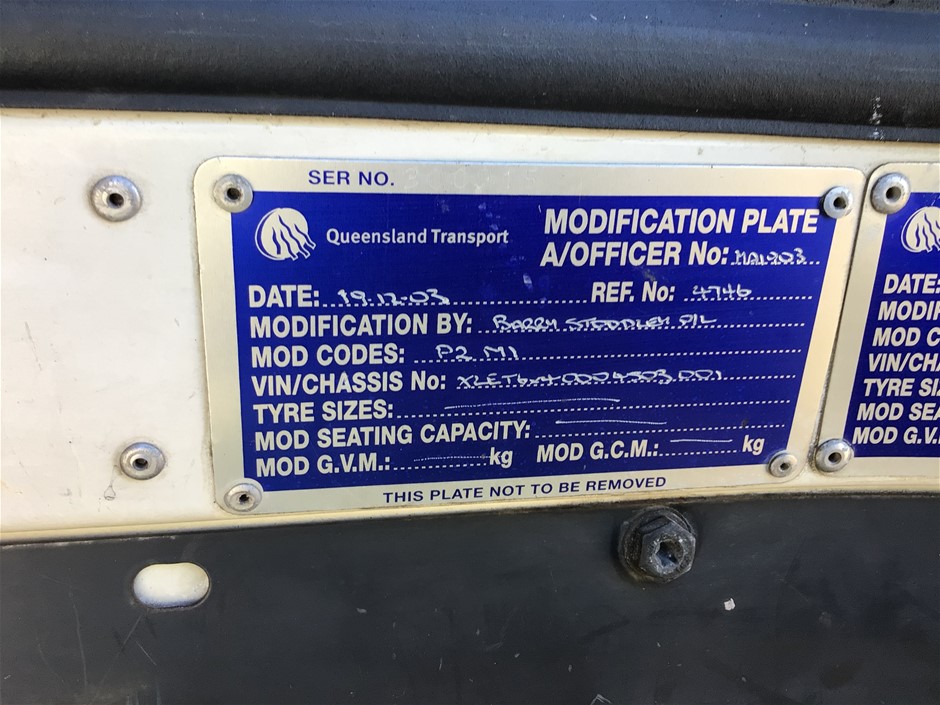 SER NO.
Queensland Transport
MODIFICATION PLATE
A/OFFICER No:
DATE: 19.12.03 REF. No: 4746
MODIFICATION BY: BARRY P/L
MOD CODES: P2 M1
VIN/CHASSIS No:
TYRE SIZES:
MOD SEATING CAPACITY:
MOD G.V.M.: kg MOD G.C.M.: kg
THIS PLATE NOT TO BE REMOVED
DATE:
MODIF
MOD C
VIN/CHA
TYRE SI
MOD SEA
MOD G.V.